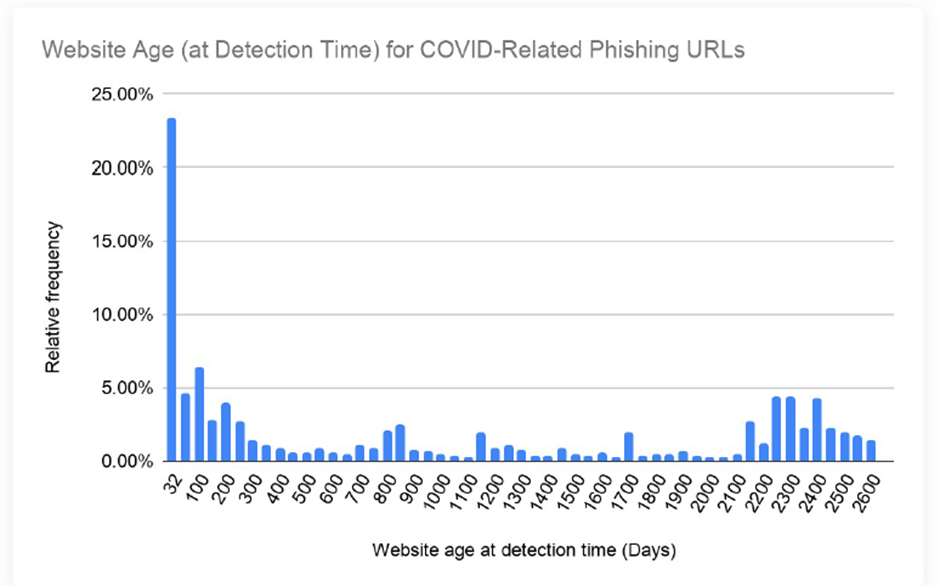 Website Age (at Detection Time) for COVID-Related Phishing URLs
25.00%
20.00%
15.00%
10.00%
5.00%
0.00%
Relative frequency
32 100 200 300 400 500 600 700 800 900 1000 1100 1200 1300 1400 1500 1600 1700 1800 1900 2000 2100 2200 2300 2400 2500 2600
Website age at detection time (Days)